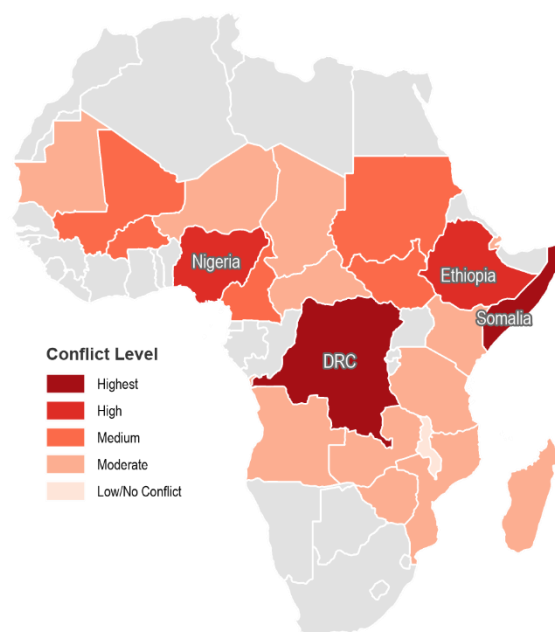 Nigeria
Ethiopia
Somalia
DRC
Conflict Level
Highest
High
Medium
Moderate
Low/No Conflict